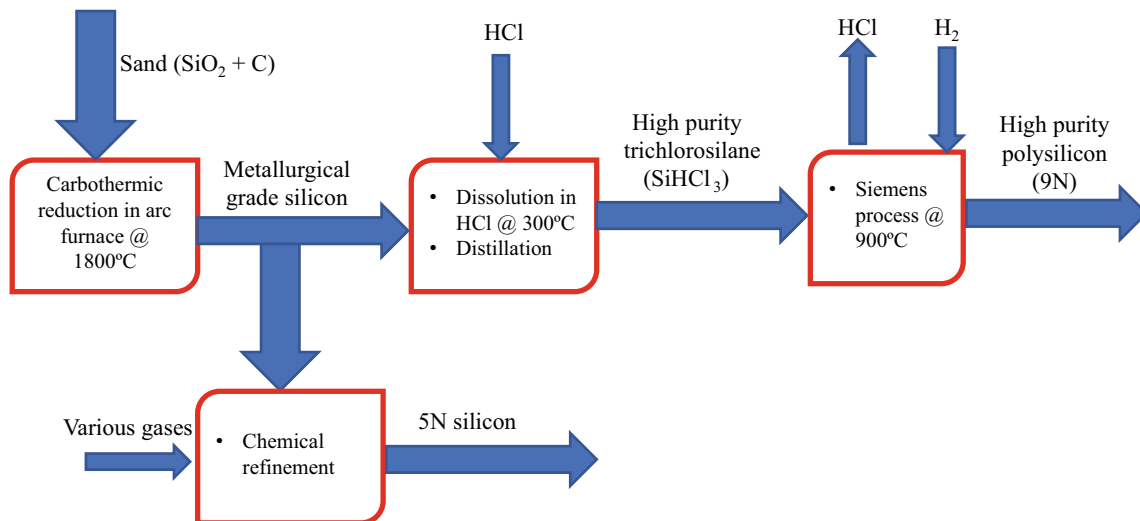 Sand (SiO₂ + C)
Carbothermic
reduction in arc
furnace @
1800ºC
Metallurgical
grade silicon
HCl
• Dissolution in
HCl @ 300ºC
• Distillation
High purity
trichlorosilane
(SiHCl₃)
HCl
H₂
• Siemens
process @
900ºC
High purity
polysilicon
(9N)
Various gases
• Chemical
refinement
5N silicon